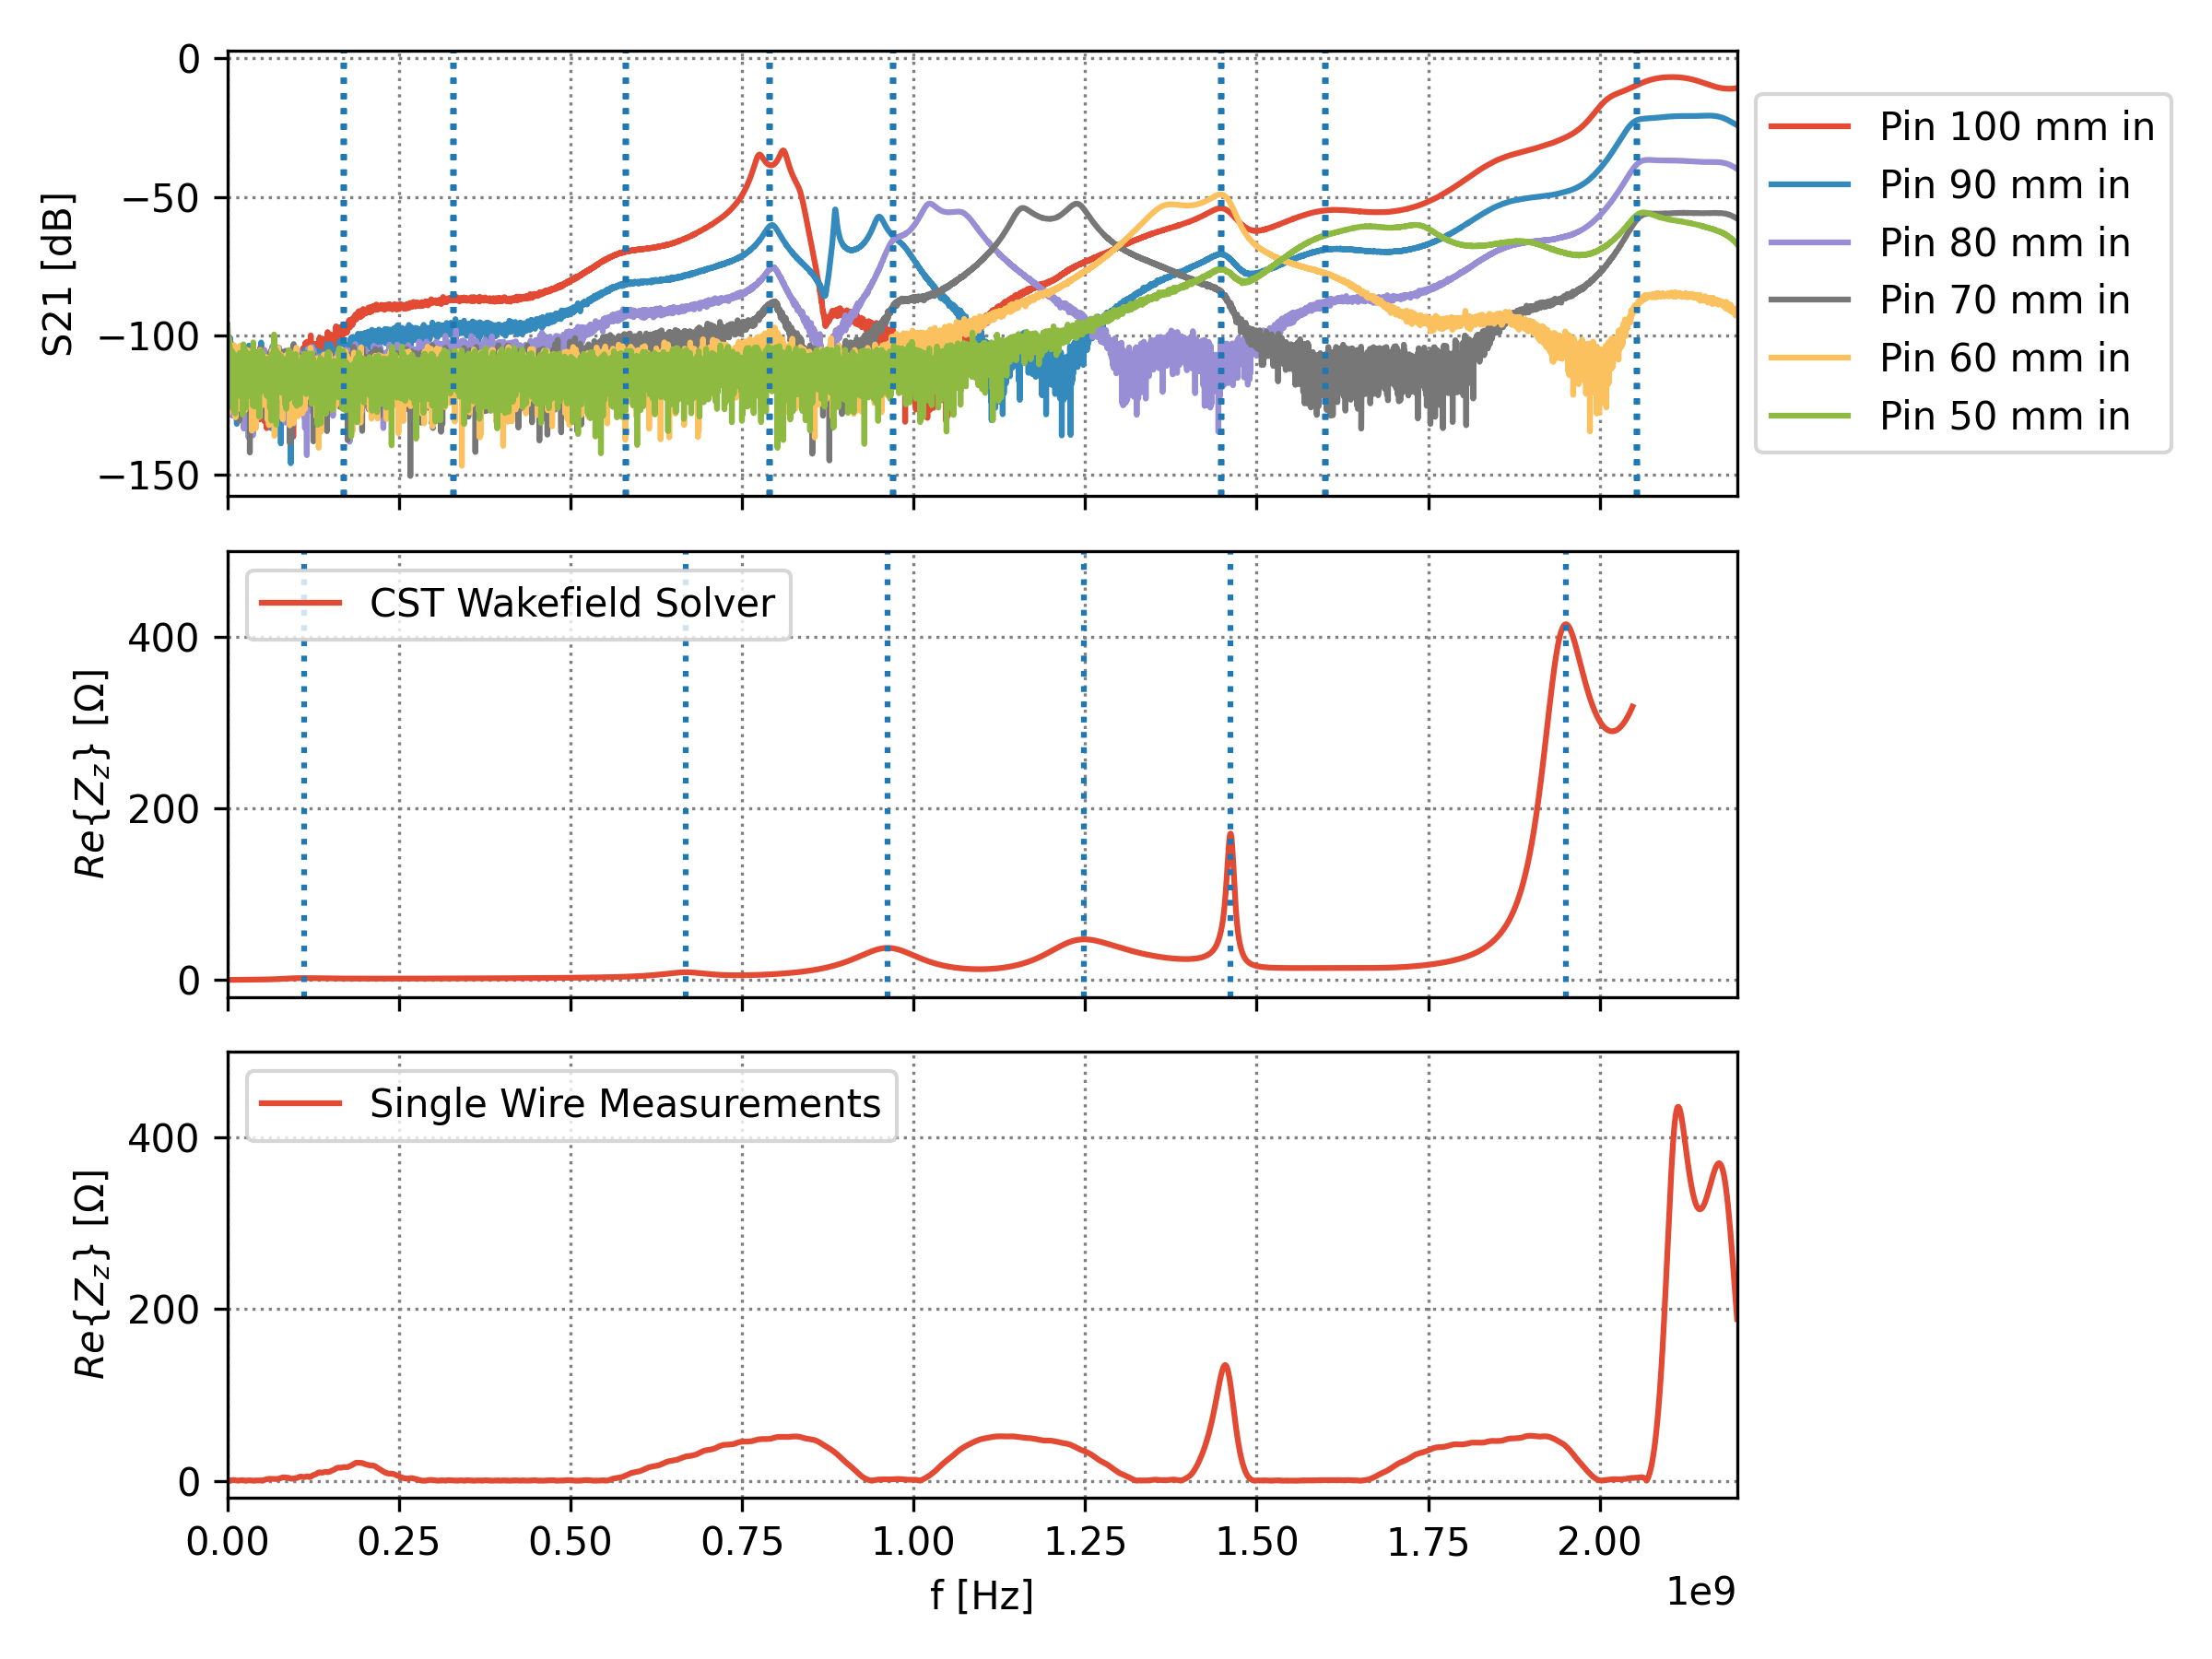 0
−50
−100
−150
S21 [dB]
Pin 100 mm in
Pin 90 mm in
Pin 80 mm in
Pin 70 mm in
Pin 60 mm in
Pin 50 mm in
CST Wakefield Solver
400
200
0
Re{Z_z} [Ω]
Single Wire Measurements
400
200
0
Re{Z_z} [Ω]
0.00 0.25 0.50 0.75 1.00 1.25 1.50 1.75 2.00
f [Hz]
1e9